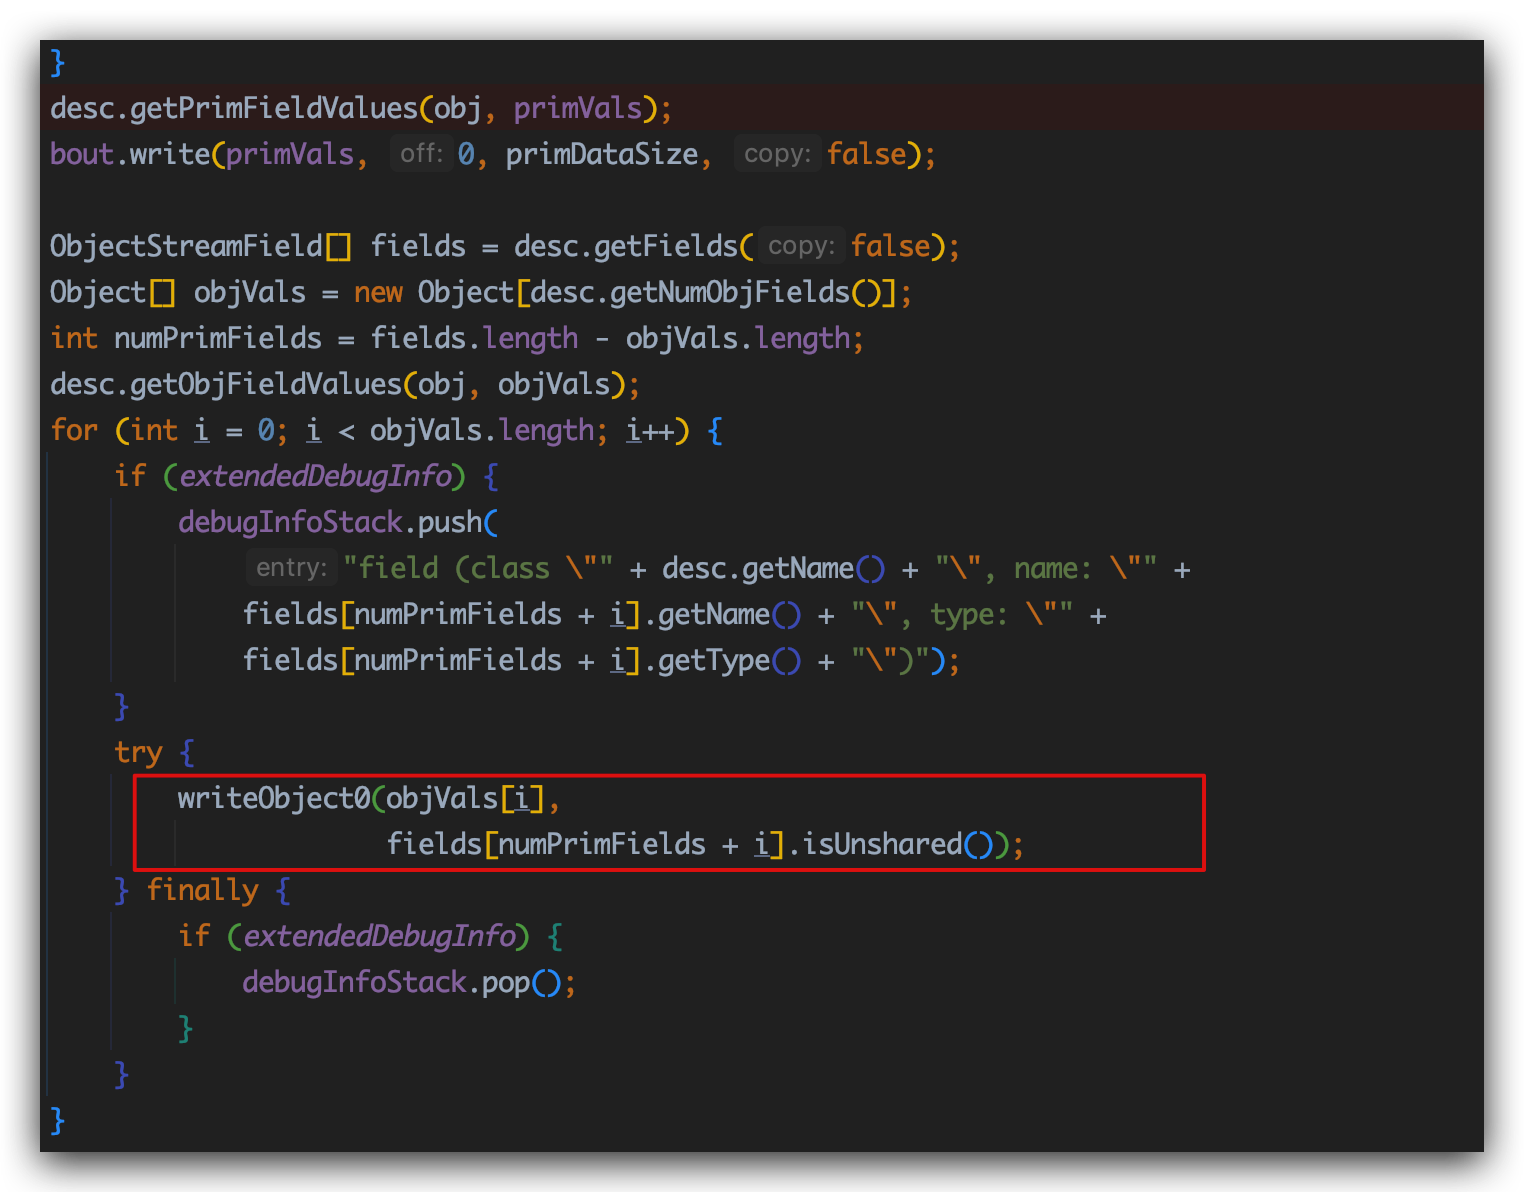 }
desc.getPrimFieldValues(obj, primVals);
bout.write(primVals, off: 0, primDataSize, copy: false);
ObjectStreamField[] fields = desc.getFields( copy: false);
Object[] objVals = new Object[desc.getNumObjFields()];
int numPrimFields = fields.length - objVals.length;
desc.getObjFieldValues(obj, objVals);
for (int i = 0; i < objVals.length; i++) {
if (extendedDebugInfo) {
debugInfoStack.push(
entry: "field (class \"" + desc.getName() + "\", name: \"" +
fields[numPrimFields + i].getName() + "\", type: \"" +
fields[numPrimFields + i].getType() + "\")");
}
try {
writeObject0(objVals[i],
fields[numPrimFields + i].isUnshared());
} finally {
if (extendedDebugInfo) {
debugInfoStack.pop();
}
}
}